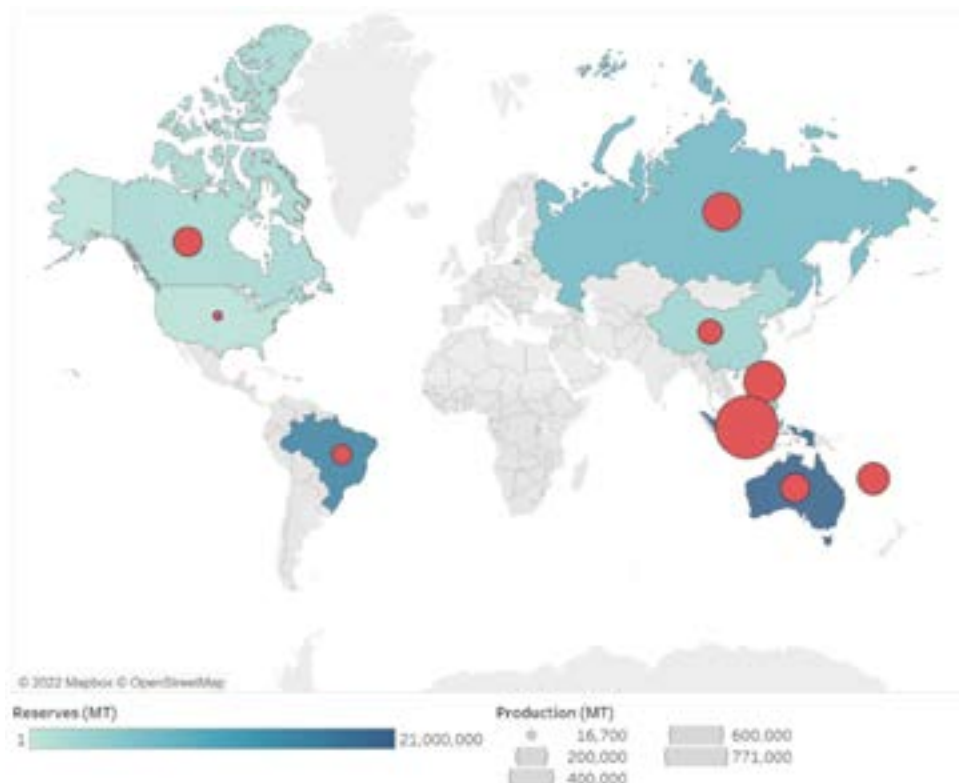 © 2022 Mapbox © OpenStreetMap
Reserves (MT)
1 21,000,000
Production (MT)
16,700 600,000
200,000 771,000
400,000